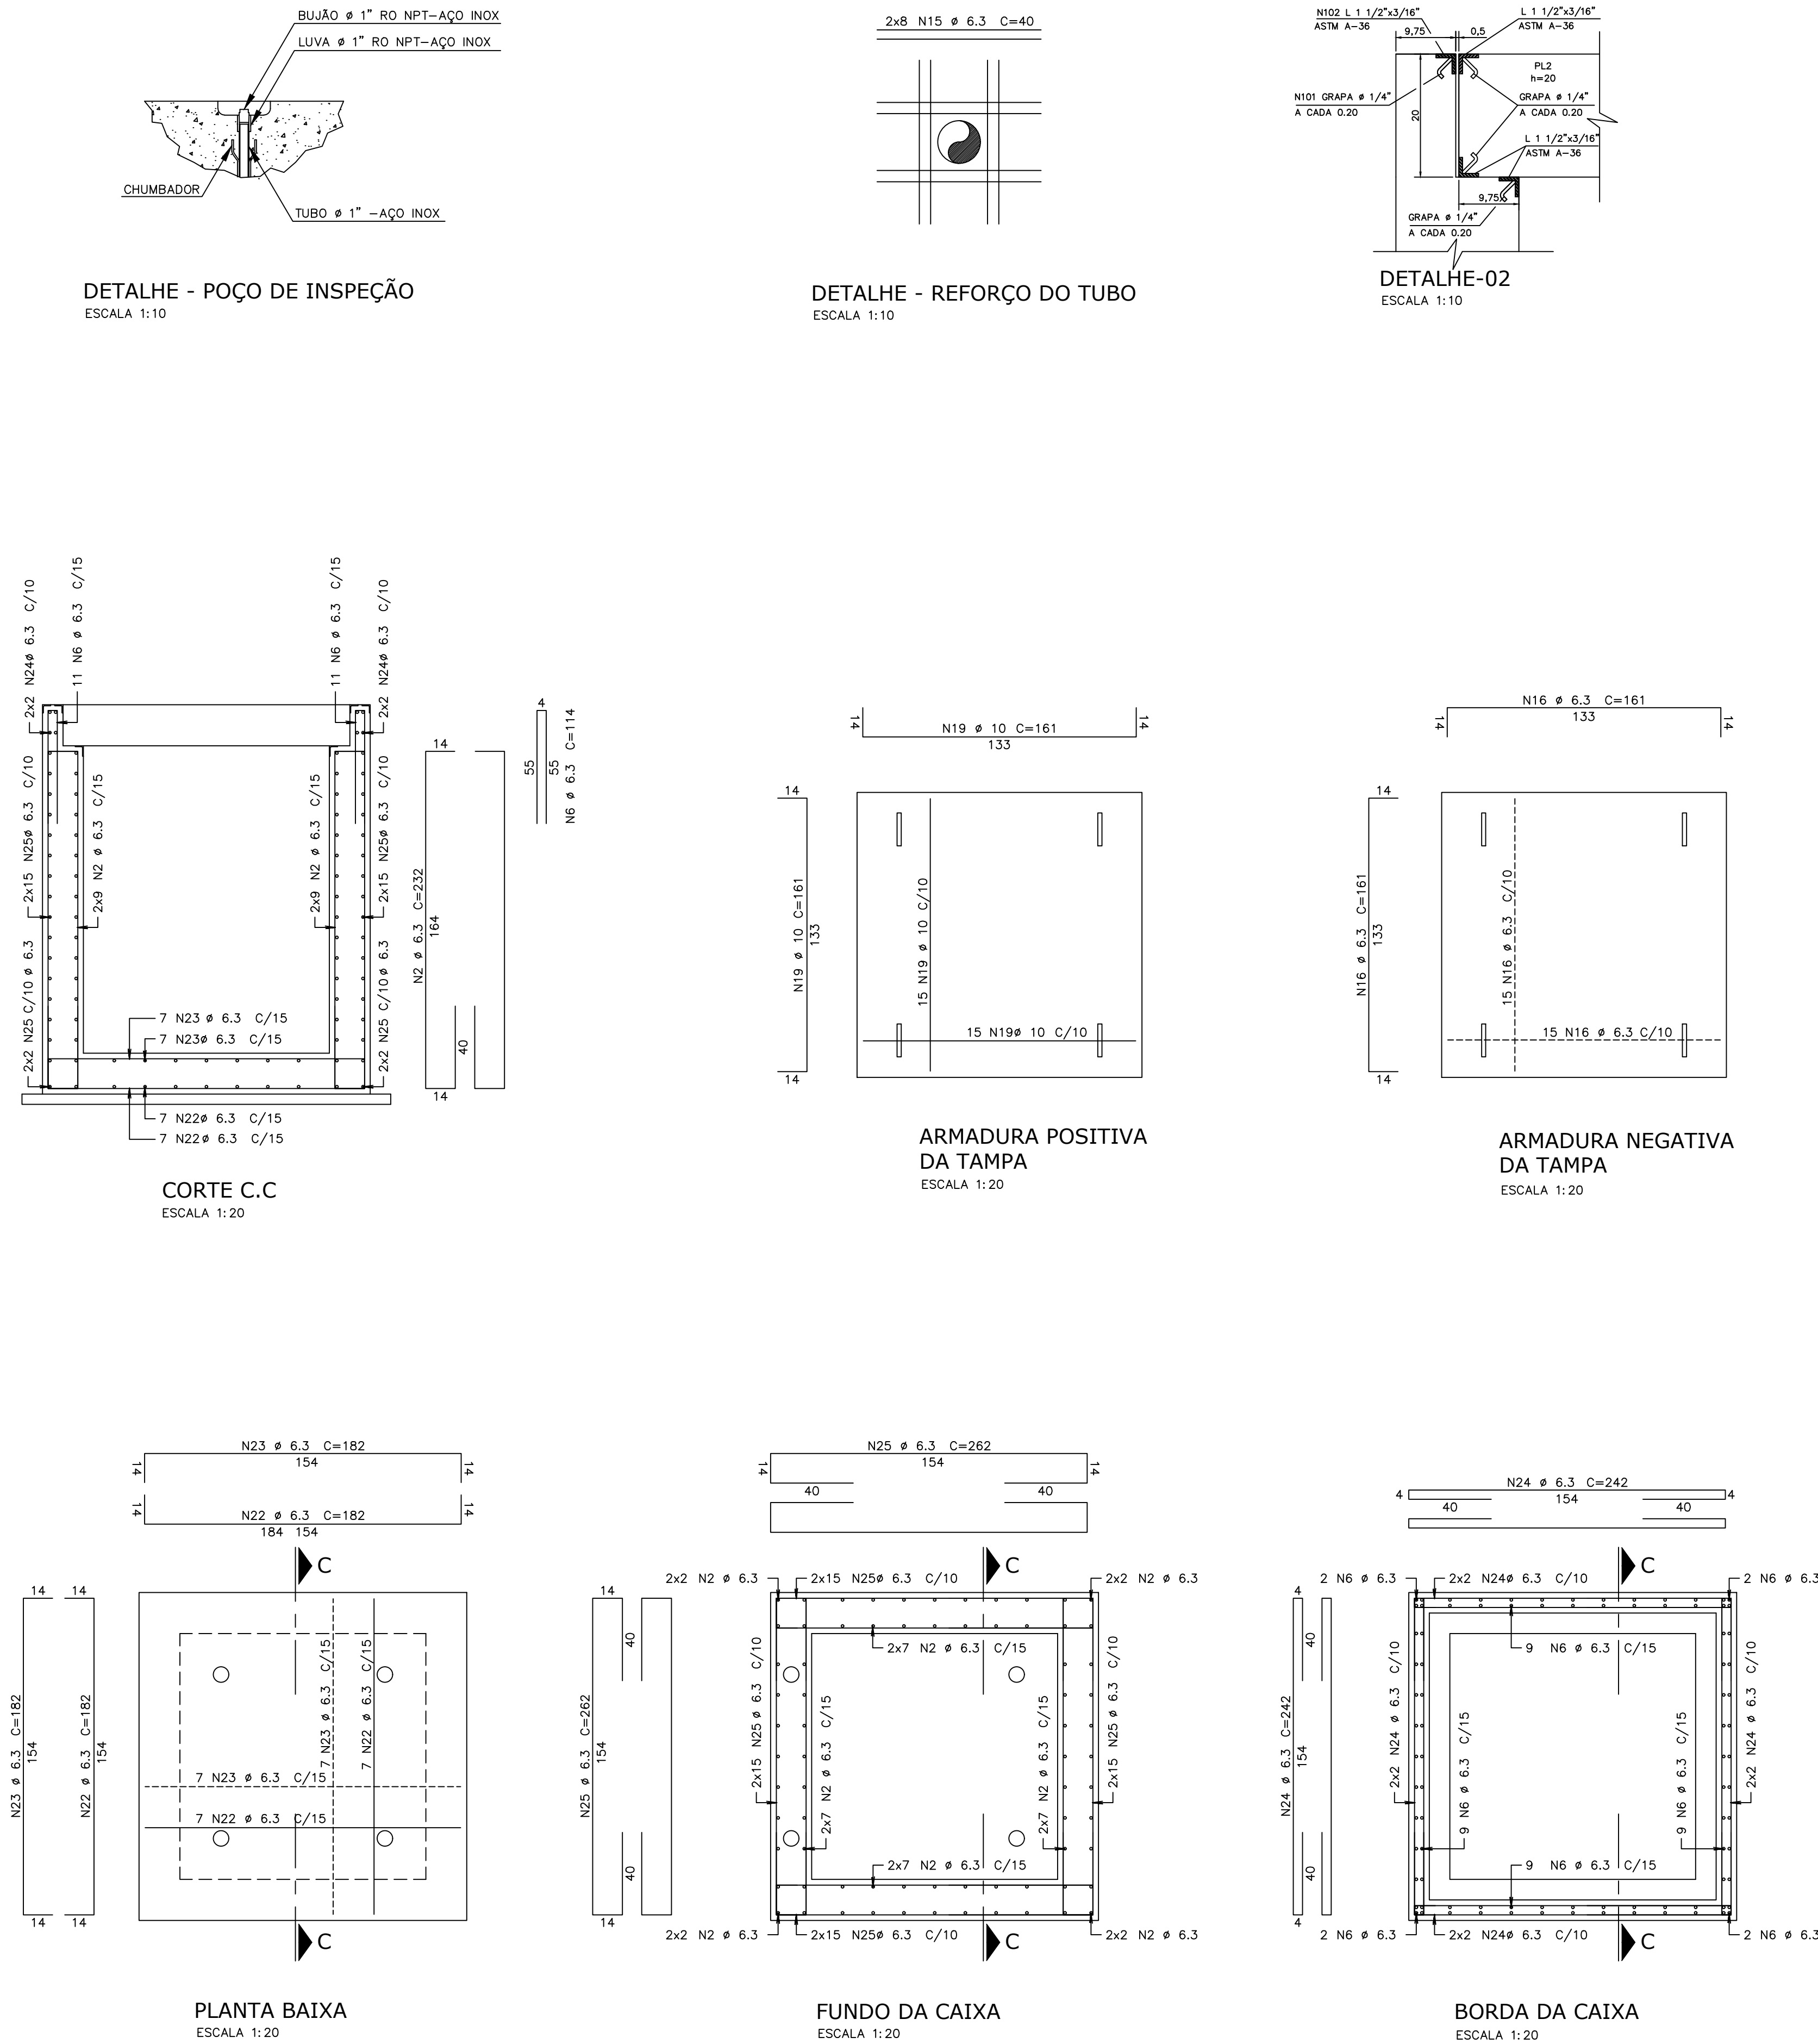 BUJÃO ø 1" RO NPT-AÇO INOX
LUVA ø 1" RO NPT-AÇO INOX
CHUMBADOR
TUBO ø 1" -AÇO INOX
DETALHE - POÇO DE INSPEÇÃO
ESCALA 1:10
2x8 N15 ø 6.3 C=40
DETALHE - REFORÇO DO TUBO
ESCALA 1:10
N102 L 1 1/2"x3/16"
ASTM A-36
L 1 1/2"x3/16"
ASTM A-36
9,75
0,5
PL2
h=20
N101 GRAPA ø 1/4"
A CADA 0.20
GRAPA ø 1/4"
A CADA 0.20
20
L 1 1/2"x3/16"
ASTM A-36
9,75
GRAPA ø 1/4"
A CADA 0.20
DETALHE-02
ESCALA 1:10
2x2 N24ø 6.3 C/10
11 N6 ø 6.3 C/15
11 N6 ø 6.3 C/15
2x2 N24ø 6.3 C/10
2x15 N25ø 6.3 C/10
2x9 N2 ø 6.3 C/15
2x9 N2 ø 6.3 C/15
2x15 N25ø 6.3 C/10
2x2 N25 C/10 ø 6.3
2x2 N25 C/10 ø 6.3
7 N23 ø 6.3 C/15
7 N23ø 6.3 C/15
7 N22ø 6.3 C/15
7 N22ø 6.3 C/15
14
N2 ø 6.3 C=232
164
40
14
4
55
55
N6 ø 6.3 C=114
CORTE C.C
ESCALA 1:20
14
N19 ø 10 C=161
133
14
14
N19 ø 10 C=161
133
14
15 N19 ø 10 C/10
15 N19ø 10 C/10
ARMADURA POSITIVA
DA TAMPA
ESCALA 1:20
14
N16 ø 6.3 C=161
133
14
14
N16 ø 6.3 C=161
133
14
15 N16 ø 6.3 C/10
15 N16 ø 6.3 C/10
ARMADURA NEGATIVA
DA TAMPA
ESCALA 1:20
N23 ø 6.3 C=182
14
154
14
14
N22 ø 6.3 C=182
14
184 154
C
14
14
N23 ø 6.3 C=182
154
N22 ø 6.3 C=182
154
14
14
7 N23 ø 6.3 C/15
7 N22 ø 6.3 C/15
7 N23 ø 6.3 C/15
7 N22 ø 6.3 C/15
C
PLANTA BAIXA
ESCALA 1:20
N25 ø 6.3 C=262
14
154
14
40
40
C
14
N25 ø 6.3 C=262
154
40
40
14
2x2 N2 ø 6.3
2x15 N25ø 6.3 C/10
2x2 N2 ø 6.3
2x7 N2 ø 6.3 C/15
2x15 N25 ø 6.3 C/10
2x7 N2 ø 6.3 C/15
2x7 N2 ø 6.3 C/15
2x15 N25 ø 6.3 C/10
2x7 N2 ø 6.3 C/15
2x2 N2 ø 6.3
2x15 N25ø 6.3 C/10
2x2 N2 ø 6.3
C
FUNDO DA CAIXA
ESCALA 1:20
N24 ø 6.3 C=242
4
154
4
40
40
C
4
N24 ø 6.3 C=242
154
40
40
4
2 N6 ø 6.3
2x2 N24ø 6.3 C/10
2 N6 ø 6.3
9 N6 ø 6.3 C/15
2x2 N24 ø 6.3 C/10
9 N6 ø 6.3 C/15
9 N6 ø 6.3 C/15
2x2 N24 ø 6.3 C/10
9 N6 ø 6.3 C/15
2 N6 ø 6.3
2x2 N24ø 6.3 C/10
2 N6 ø 6.3
C
BORDA DA CAIXA
ESCALA 1:20